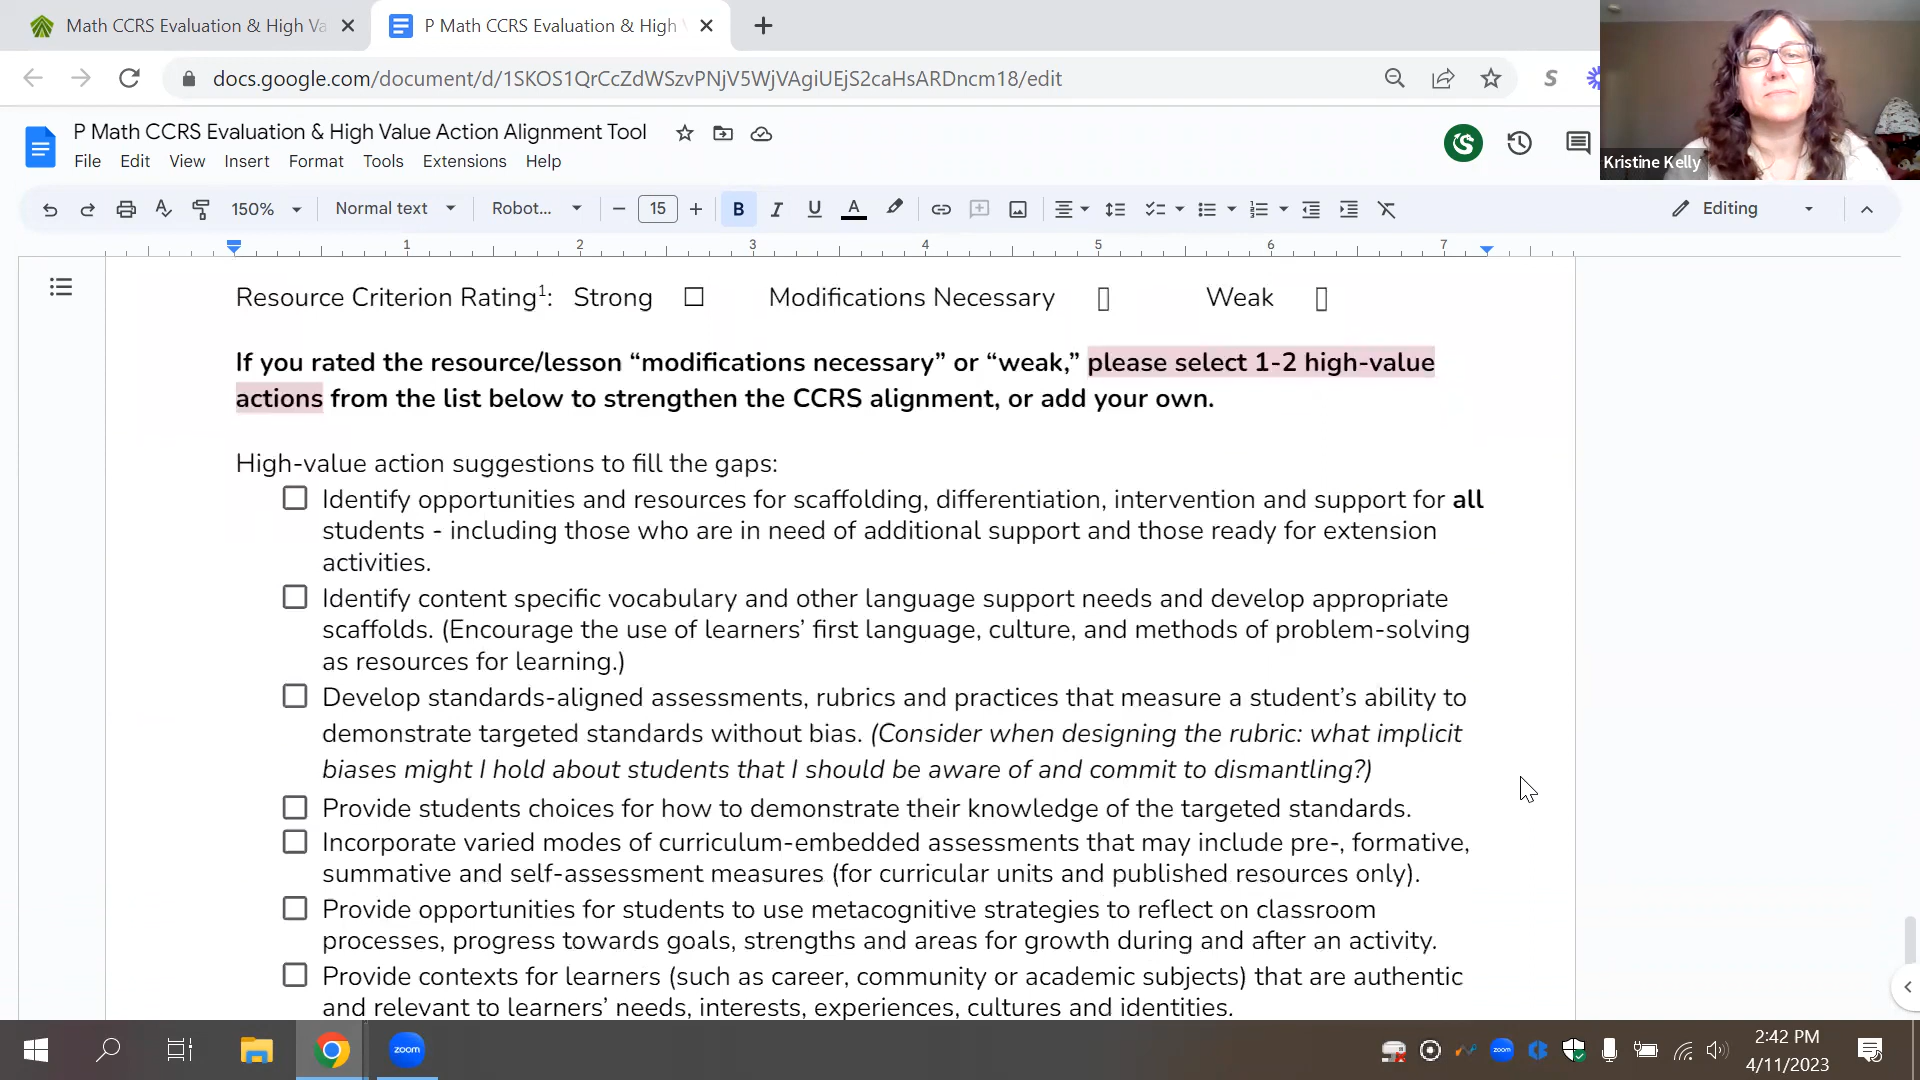 Math CCRS Evaluation & High Va
P Math CCRS Evaluation & High
docs.google.com/document/d/1SKOS1QrCcZdWSzvPNjV5WjVAgiUEjS2caHsARDncm18/edit
P Math CCRS Evaluation & High Value Action Alignment Tool
File Edit View Insert Format Tools Extensions Help
Kristine Kelly
150% Normal text Robot... 15 B I U A Editing
1 2 3 4 5 6 7
Resource Criterion Rating1: Strong ☐ Modifications Necessary Weak
If you rated the resource/lesson “modifications necessary” or “weak,” please select 1-2 high-value
actions from the list below to strengthen the CCRS alignment, or add your own.
High-value action suggestions to fill the gaps:
Identify opportunities and resources for scaffolding, differentiation, intervention and support for all
students - including those who are in need of additional support and those ready for extension
activities.
Identify content specific vocabulary and other language support needs and develop appropriate
scaffolds. (Encourage the use of learners’ first language, culture, and methods of problem-solving
as resources for learning.)
Develop standards-aligned assessments, rubrics and practices that measure a student’s ability to
demonstrate targeted standards without bias. (Consider when designing the rubric: what implicit
biases might I hold about students that I should be aware of and commit to dismantling?)
Provide students choices for how to demonstrate their knowledge of the targeted standards.
Incorporate varied modes of curriculum-embedded assessments that may include pre-, formative,
summative and self-assessment measures (for curricular units and published resources only).
Provide opportunities for students to use metacognitive strategies to reflect on classroom
processes, progress towards goals, strengths and areas for growth during and after an activity.
Provide contexts for learners (such as career, community or academic subjects) that are authentic
and relevant to learners’ needs, interests, experiences, cultures and identities.
zoom
zoom
2:42 PM
4/11/2023